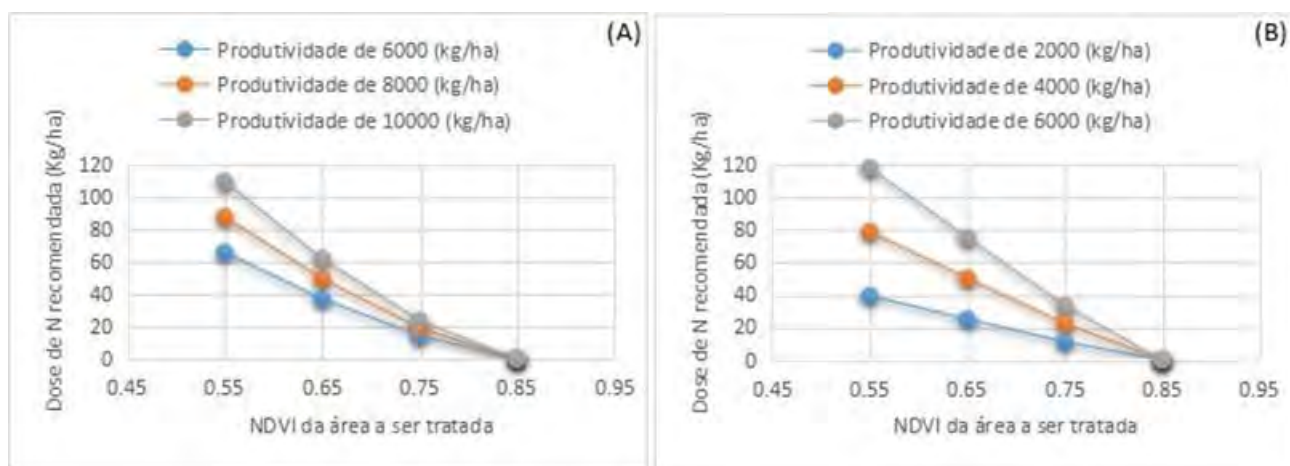 (A)
Produtividade de 6000 (kg/ha)
Produtividade de 8000 (kg/ha)
Produtividade de 10000 (kg/ha)
Dose de N recomendada (Kg/ha)
120
100
80
60
40
20
0
0.45 0.55 0.65 0.75 0.85 0.95
NDVI da área a ser tratada
(B)
Produtividade de 2000 (kg/ha)
Produtividade de 4000 (kg/ha)
Produtividade de 6000 (kg/ha)
Dose de N recomendada (Kg/ha)
120
100
80
60
40
20
0
0.45 0.55 0.65 0.75 0.85 0.95
NDVI da área a ser tratada